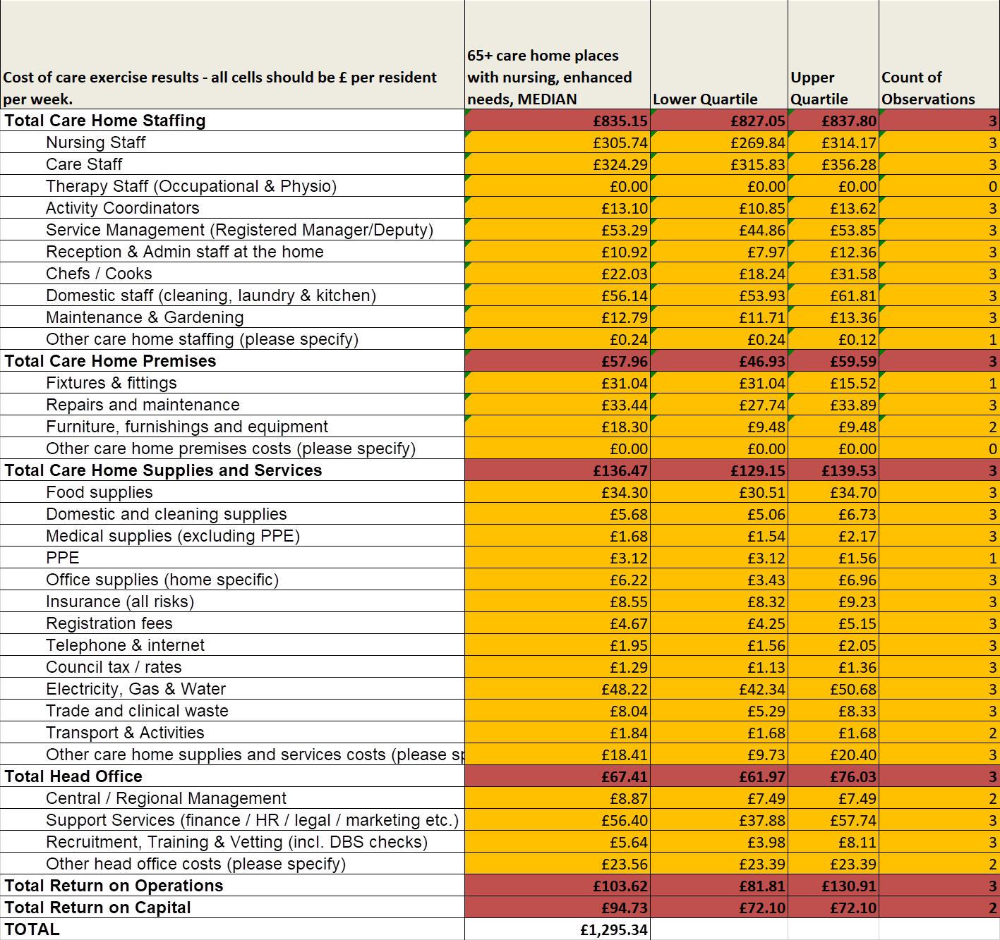 Cost of care exercise results - all cells should be £ per resident per week. 65+ care home places with nursing, enhanced needs, MEDIAN Lower Quartile Upper Quartile Count of Observations
Total Care Home Staffing £835.15 £827.05 £837.80 3
Nursing Staff £305.74 £269.84 £314.17 3
Care Staff £324.29 £315.83 £356.28 3
Therapy Staff (Occupational & Physio) £0.00 £0.00 £0.00 0
Activity Coordinators £13.10 £10.85 £13.62 3
Service Management (Registered Manager/Deputy) £53.29 £44.86 £53.85 3
Reception & Admin staff at the home £10.92 £7.97 £12.36 3
Chefs / Cooks £22.03 £18.24 £31.58 3
Domestic staff (cleaning, laundry & kitchen) £56.14 £53.93 £61.81 3
Maintenance & Gardening £12.79 £11.71 £13.36 3
Other care home staffing (please specify) £0.24 £0.24 £0.12 1
Total Care Home Premises £57.96 £46.93 £59.59 3
Fixtures & fittings £31.04 £31.04 £15.52 1
Repairs and maintenance £33.44 £27.74 £33.89 3
Furniture, furnishings and equipment £18.30 £9.48 £9.48 2
Other care home premises costs (please specify) £0.00 £0.00 £0.00 0
Total Care Home Supplies and Services £136.47 £129.15 £139.53 3
Food supplies £34.30 £30.51 £34.70 3
Domestic and cleaning supplies £5.68 £5.06 £6.73 3
Medical supplies (excluding PPE) £1.68 £1.54 £2.17 3
PPE £3.12 £3.12 £1.56 1
Office supplies (home specific) £6.22 £3.43 £6.96 3
Insurance (all risks) £8.55 £8.32 £9.23 3
Registration fees £4.67 £4.25 £5.15 3
Telephone & internet £1.95 £1.56 £2.05 3
Council tax / rates £1.29 £1.13 £1.36 3
Electricity, Gas & Water £48.22 £42.34 £50.68 3
Trade and clinical waste £8.04 £5.29 £8.33 3
Transport & Activities £1.84 £1.68 £1.68 2
Other care home supplies and services costs (please sp £18.41 £9.73 £20.40 3
Total Head Office £67.41 £61.97 £76.03 3
Central / Regional Management £8.87 £7.49 £7.49 2
Support Services (finance / HR / legal / marketing etc.) £56.40 £37.88 £57.74 3
Recruitment, Training & Vetting (incl. DBS checks) £5.64 £3.98 £8.11 3
Other head office costs (please specify) £23.56 £23.39 £23.39 2
Total Return on Operations £103.62 £81.81 £130.91 3
Total Return on Capital £94.73 £72.10 £72.10 2
TOTAL £1,295.34